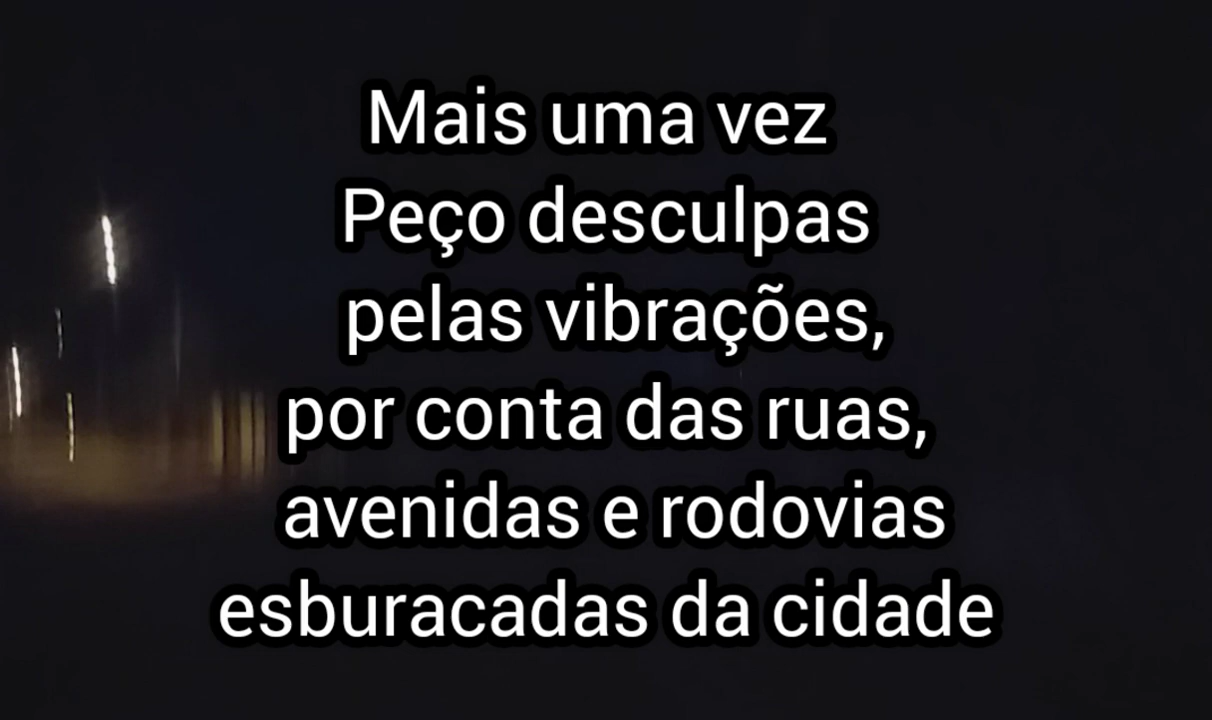 Mais uma vez
Peço desculpas
pelas vibrações,
por conta das ruas,
avenidas e rodovias
esburacadas da cidade